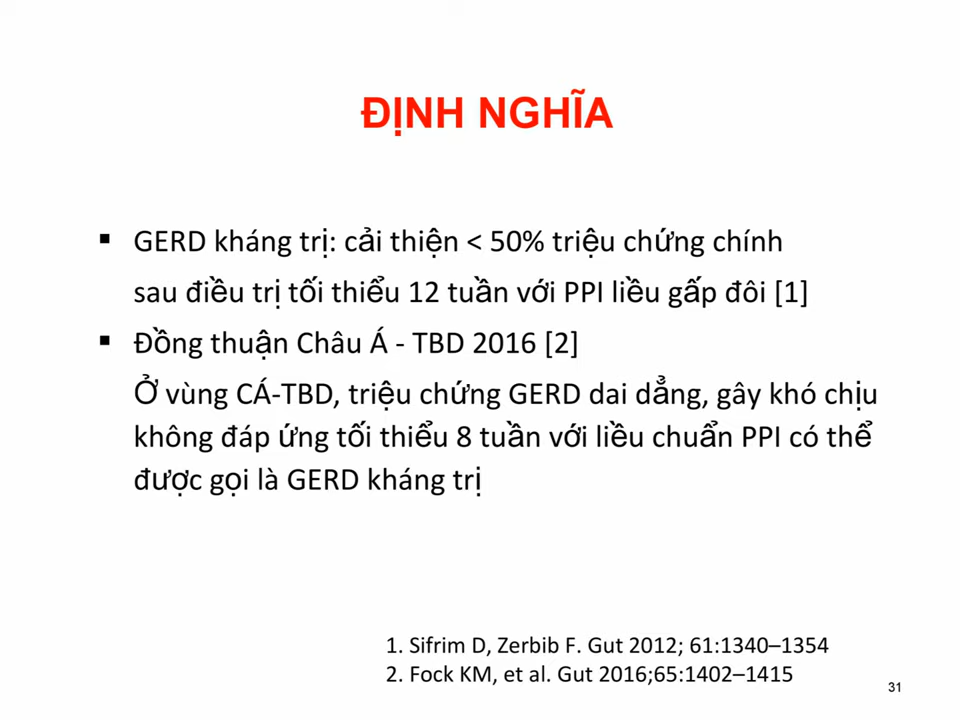 ĐỊNH NGHĨA
▪ GERD kháng trị: cải thiện < 50% triệu chứng chính
sau điều trị tối thiểu 12 tuần với PPI liều gấp đôi [1]
▪ Đồng thuận Châu Á - TBD 2016 [2]
Ở vùng CÁ-TBD, triệu chứng GERD dai dẳng, gây khó chịu
không đáp ứng tối thiểu 8 tuần với liều chuẩn PPI có thể
được gọi là GERD kháng trị
1. Sifrim D, Zerbib F. Gut 2012; 61:1340–1354
2. Fock KM, et al. Gut 2016;65:1402–1415
31